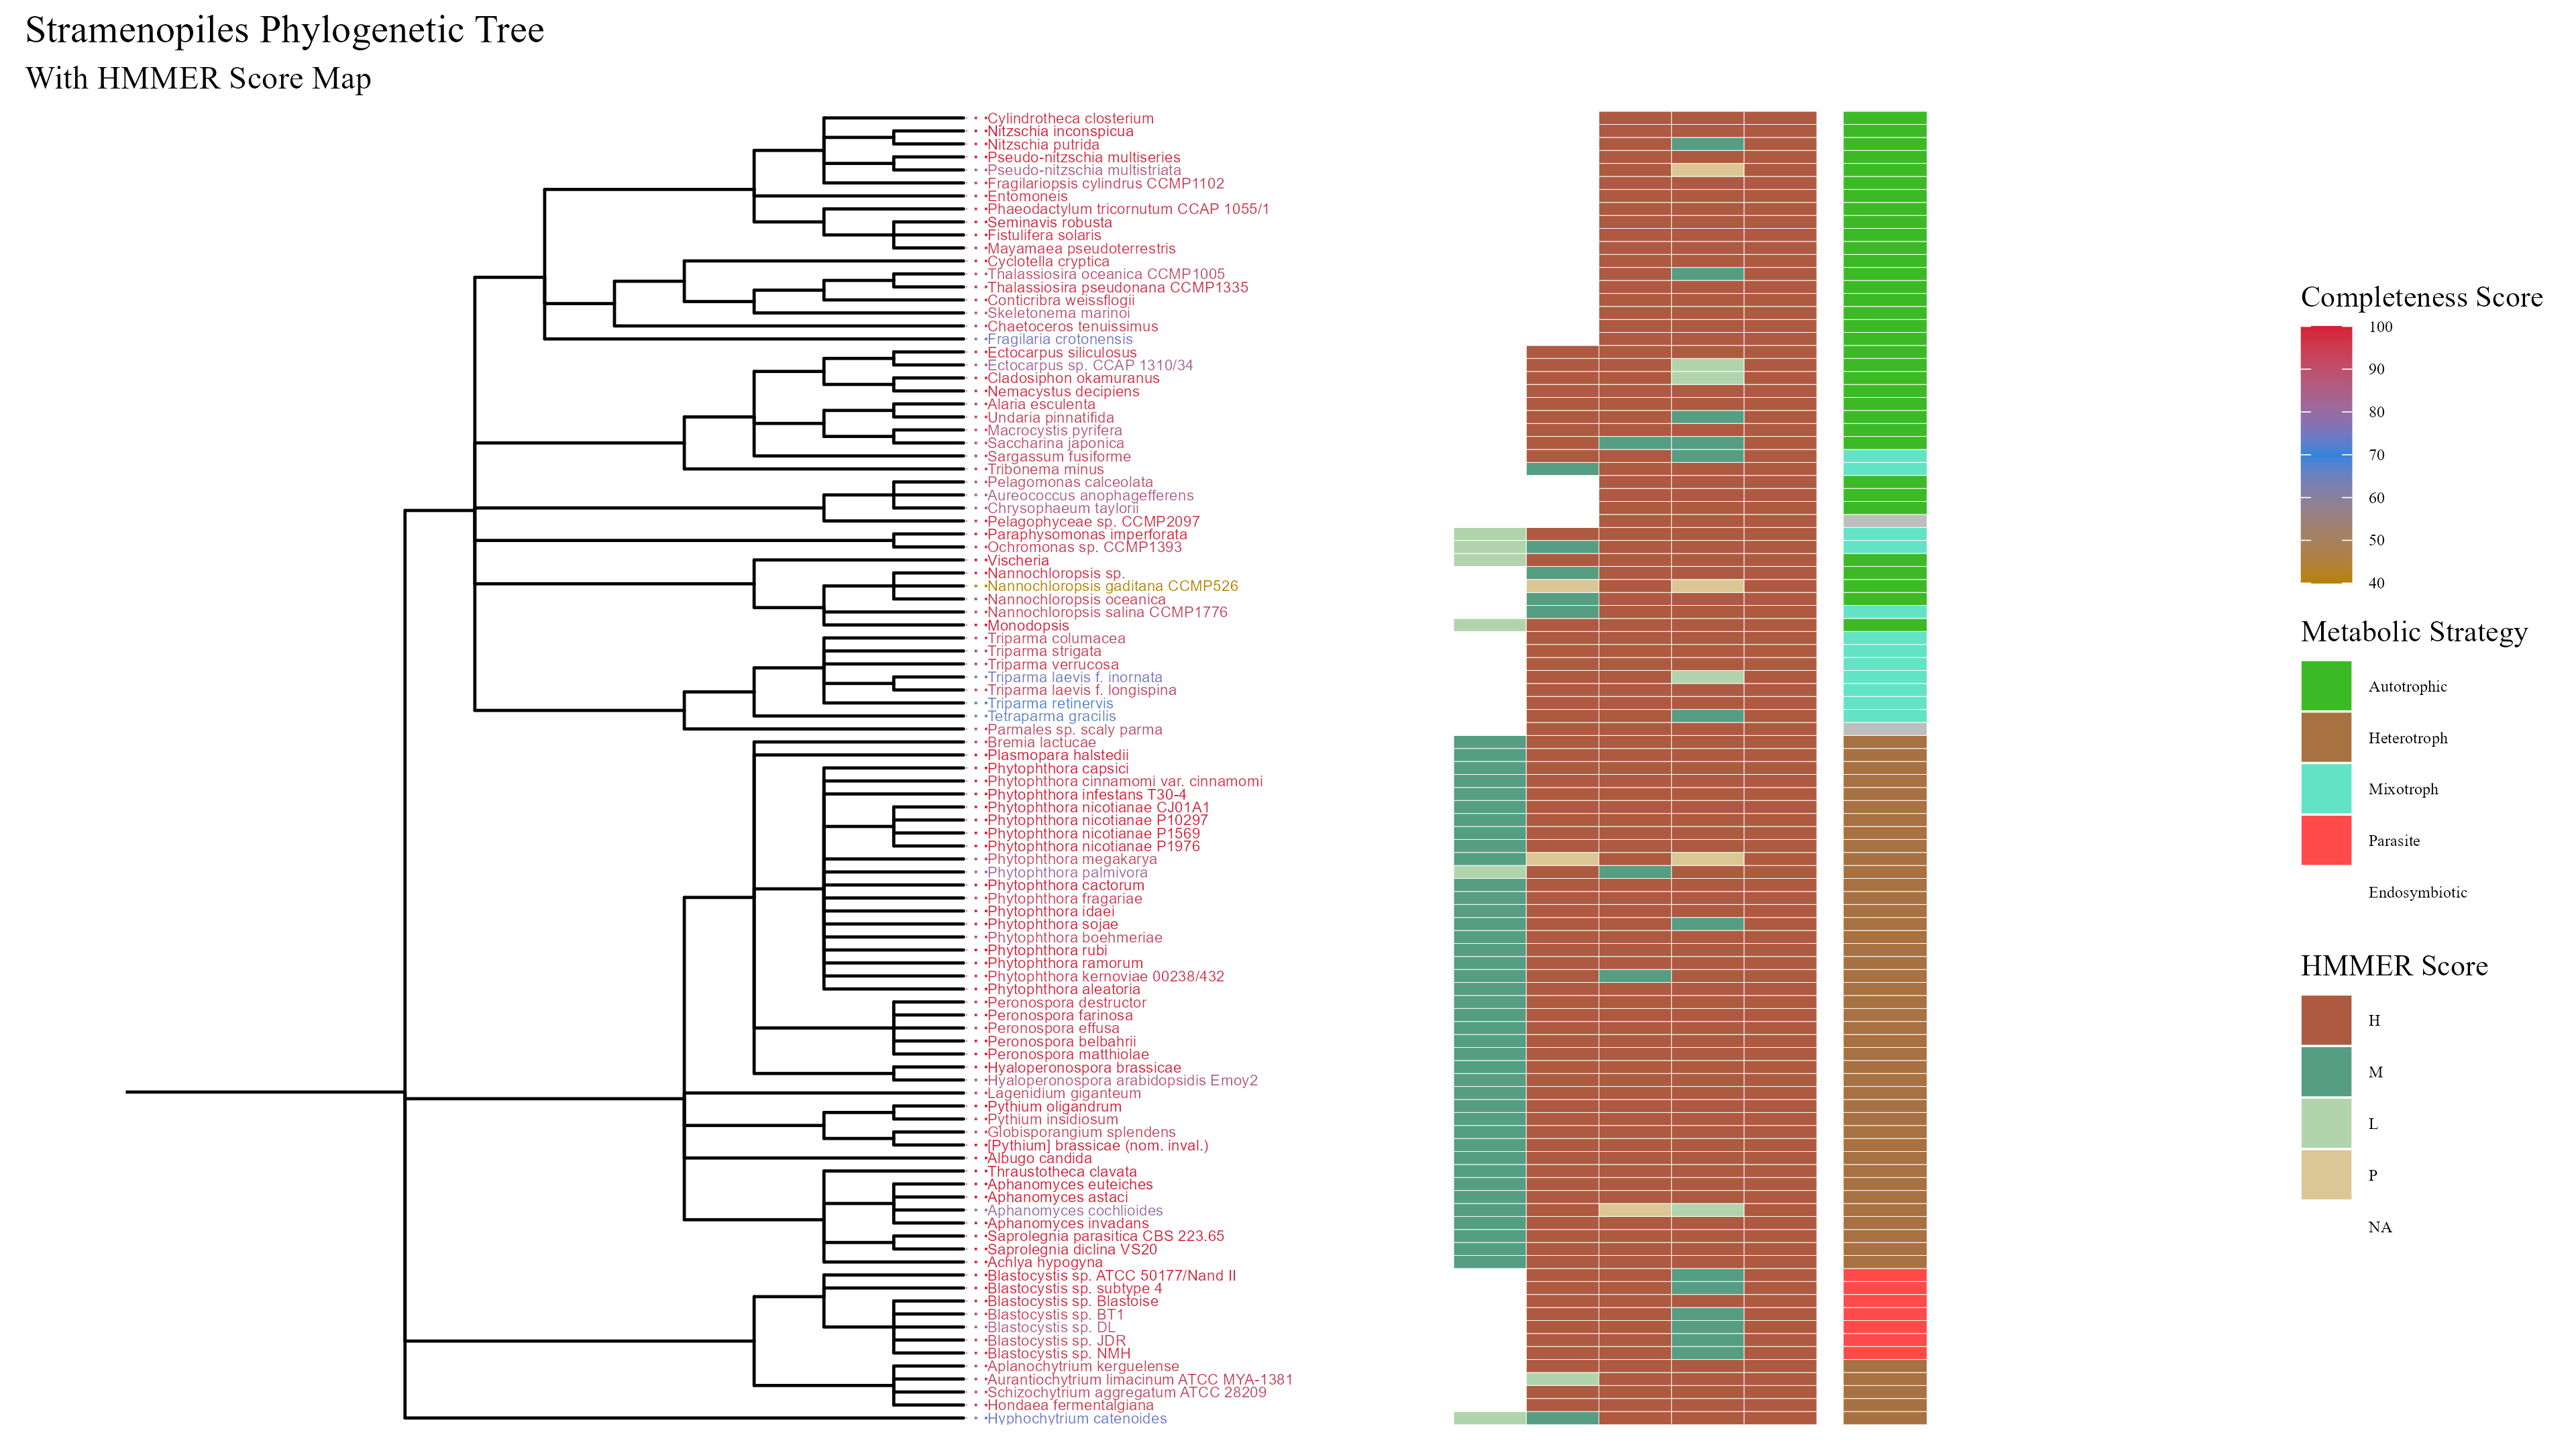 Stramenopiles Phylogenetic Tree
With HMMER Score Map
Cylindrotheca closterium
Nitzschia inconspicua
Nitzschia putrida
Pseudo-nitzschia multiseries
Pseudo-nitzschia multistriata
Fragilariopsis cylindrus CCMP1102
Entomoneis
Phaeodactylum tricornutum CCAP 1055/1
Seminavis robusta
Fistulifera solaris
Mayamaea pseudoterrestris
Cyclotella cryptica
Thalassiosira oceanica CCMP1005
Thalassiosira pseudonana CCMP1335
Conticribra weissflogii
Skeletonema marinoi
Chaetoceros tenuissimus
Fragilaria crotonensis
Ectocarpus siliculosus
Ectocarpus sp. CCAP 1310/34
Cladosiphon okamuranus
Nemacystus decipiens
Alaria esculenta
Undaria pinnatifida
Macrocystis pyrifera
Saccharina japonica
Sargassum fusiforme
Tribonema minus
Pelagomonas calceolata
Aureococcus anophagefferens
Chrysophaeum taylorii
Pelagophyceae sp. CCMP2097
Paraphysomonas imperforata
Ochromonas sp. CCMP1393
Vischeria
Nannochloropsis sp.
Nannochloropsis gaditana CCMP526
Nannochloropsis oceanica
Nannochloropsis salina CCMP1776
Monodopsis
Triparma columacea
Triparma strigata
Triparma verrucosa
Triparma laevis f. inornata
Triparma laevis f. longispina
Triparma retinervis
Tetraparma gracilis
Parmales sp. scaly parma
Bremia lactucae
Plasmopara halstedii
Phytophthora capsici
Phytophthora cinnamomi var. cinnamomi
Phytophthora infestans T30-4
Phytophthora nicotianae CJ01A1
Phytophthora nicotianae P10297
Phytophthora nicotianae P1569
Phytophthora nicotianae P1976
Phytophthora megakarya
Phytophthora palmivora
Phytophthora cactorum
Phytophthora fragariae
Phytophthora idaei
Phytophthora sojae
Phytophthora boehmeriae
Phytophthora rubi
Phytophthora ramorum
Phytophthora kernoviae 00238/432
Phytophthora aleatoria
Peronospora destructor
Peronospora farinosa
Peronospora effusa
Peronospora belbahrii
Peronospora matthiolae
Hyaloperonospora brassicae
Hyaloperonospora arabidopsidis Emoy2
Lagenidium giganteum
Pythium oligandrum
Pythium insidiosum
Globisporangium splendens
[Pythium] brassicae (nom. inval.)
Albugo candida
Thraustotheca clavata
Aphanomyces euteiches
Aphanomyces astaci
Aphanomyces cochlioides
Aphanomyces invadans
Saprolegnia parasitica CBS 223.65
Saprolegnia diclina VS20
Achlya hypogyna
Blastocystis sp. ATCC 50177/Nand II
Blastocystis sp. subtype 4
Blastocystis sp. Blastoise
Blastocystis sp. BT1
Blastocystis sp. DL
Blastocystis sp. JDR
Blastocystis sp. NMH
Aplanochytrium kerguelense
Aurantiochytrium limacinum ATCC MYA-1381
Schizochytrium aggregatum ATCC 28209
Hondaea fermentalgiana
Hyphochytrium catenoides
Completeness Score
100
90
80
70
60
50
40
Metabolic Strategy
Autotrophic
Heterotroph
Mixotroph
Parasite
Endosymbiotic
HMMER Score
H
M
L
P
NA